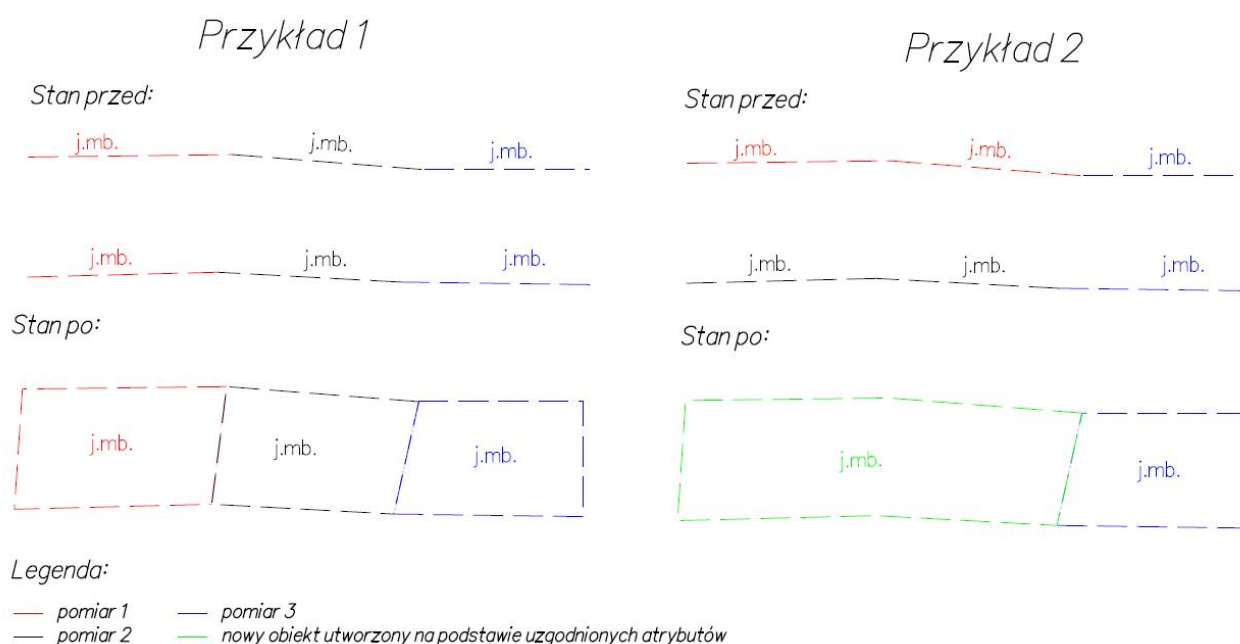 Przykład 1
Stan przed:
j.mb. j.mb. j.mb.
j.mb. j.mb. j.mb.
Stan po:
j.mb. j.mb. j.mb.
Przykład 2
Stan przed:
j.mb. j.mb. j.mb.
j.mb. j.mb. j.mb.
Stan po:
j.mb. j.mb.
Legenda:
pomiar 1 pomiar 3
pomiar 2 nowy obiekt utworzony na podstawie uzgodnionych atrybutów